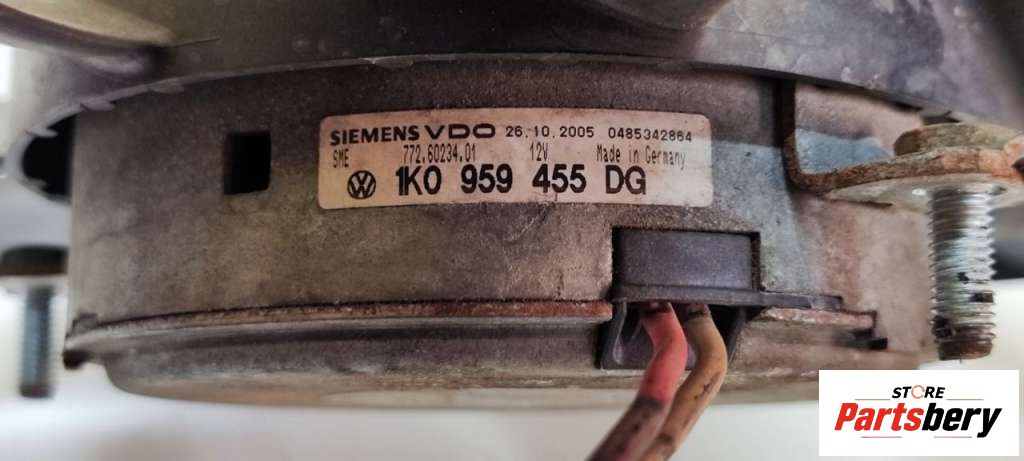 SIEMENS VDO 26.10.2005 0485342864
SME 772.60234.01 12V Made in Germany
1K0 959 455 DG
STORE
Partsbery